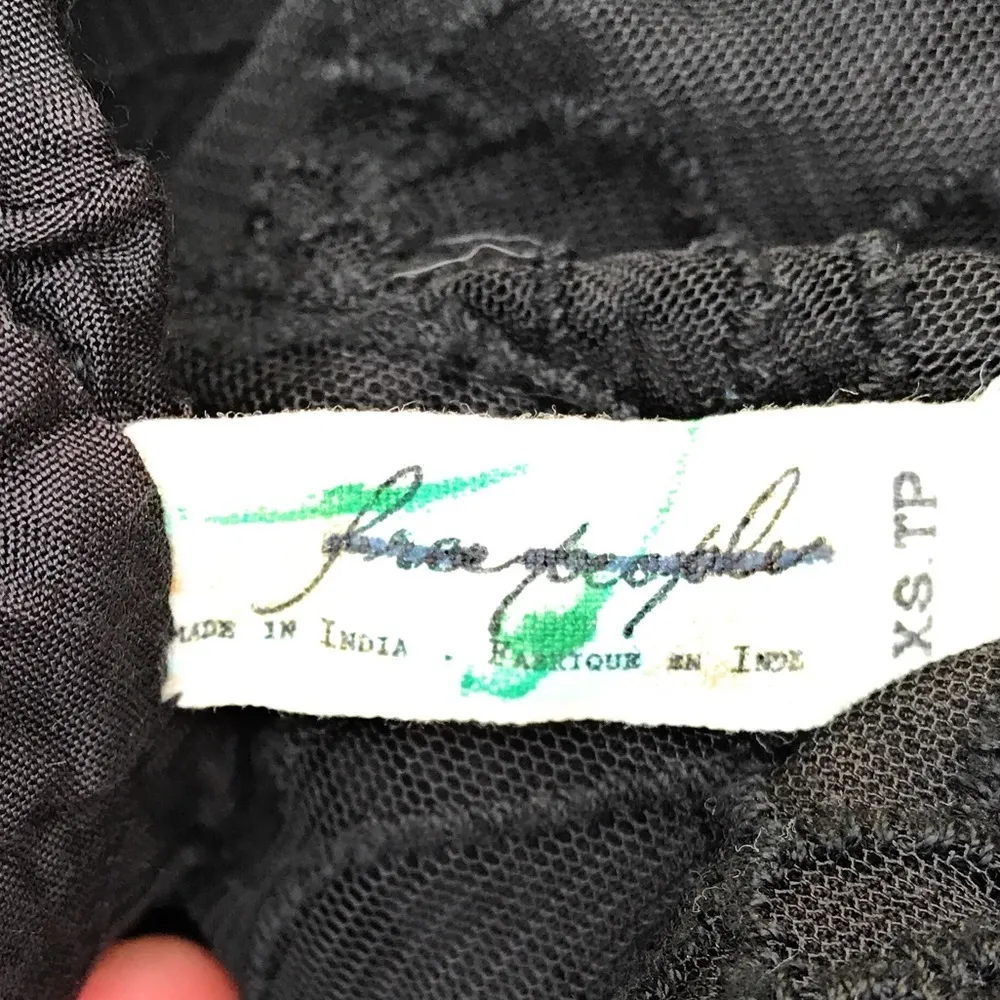 free people
MADE IN INDIA . FABRIQUE EN INDE
XS.TP